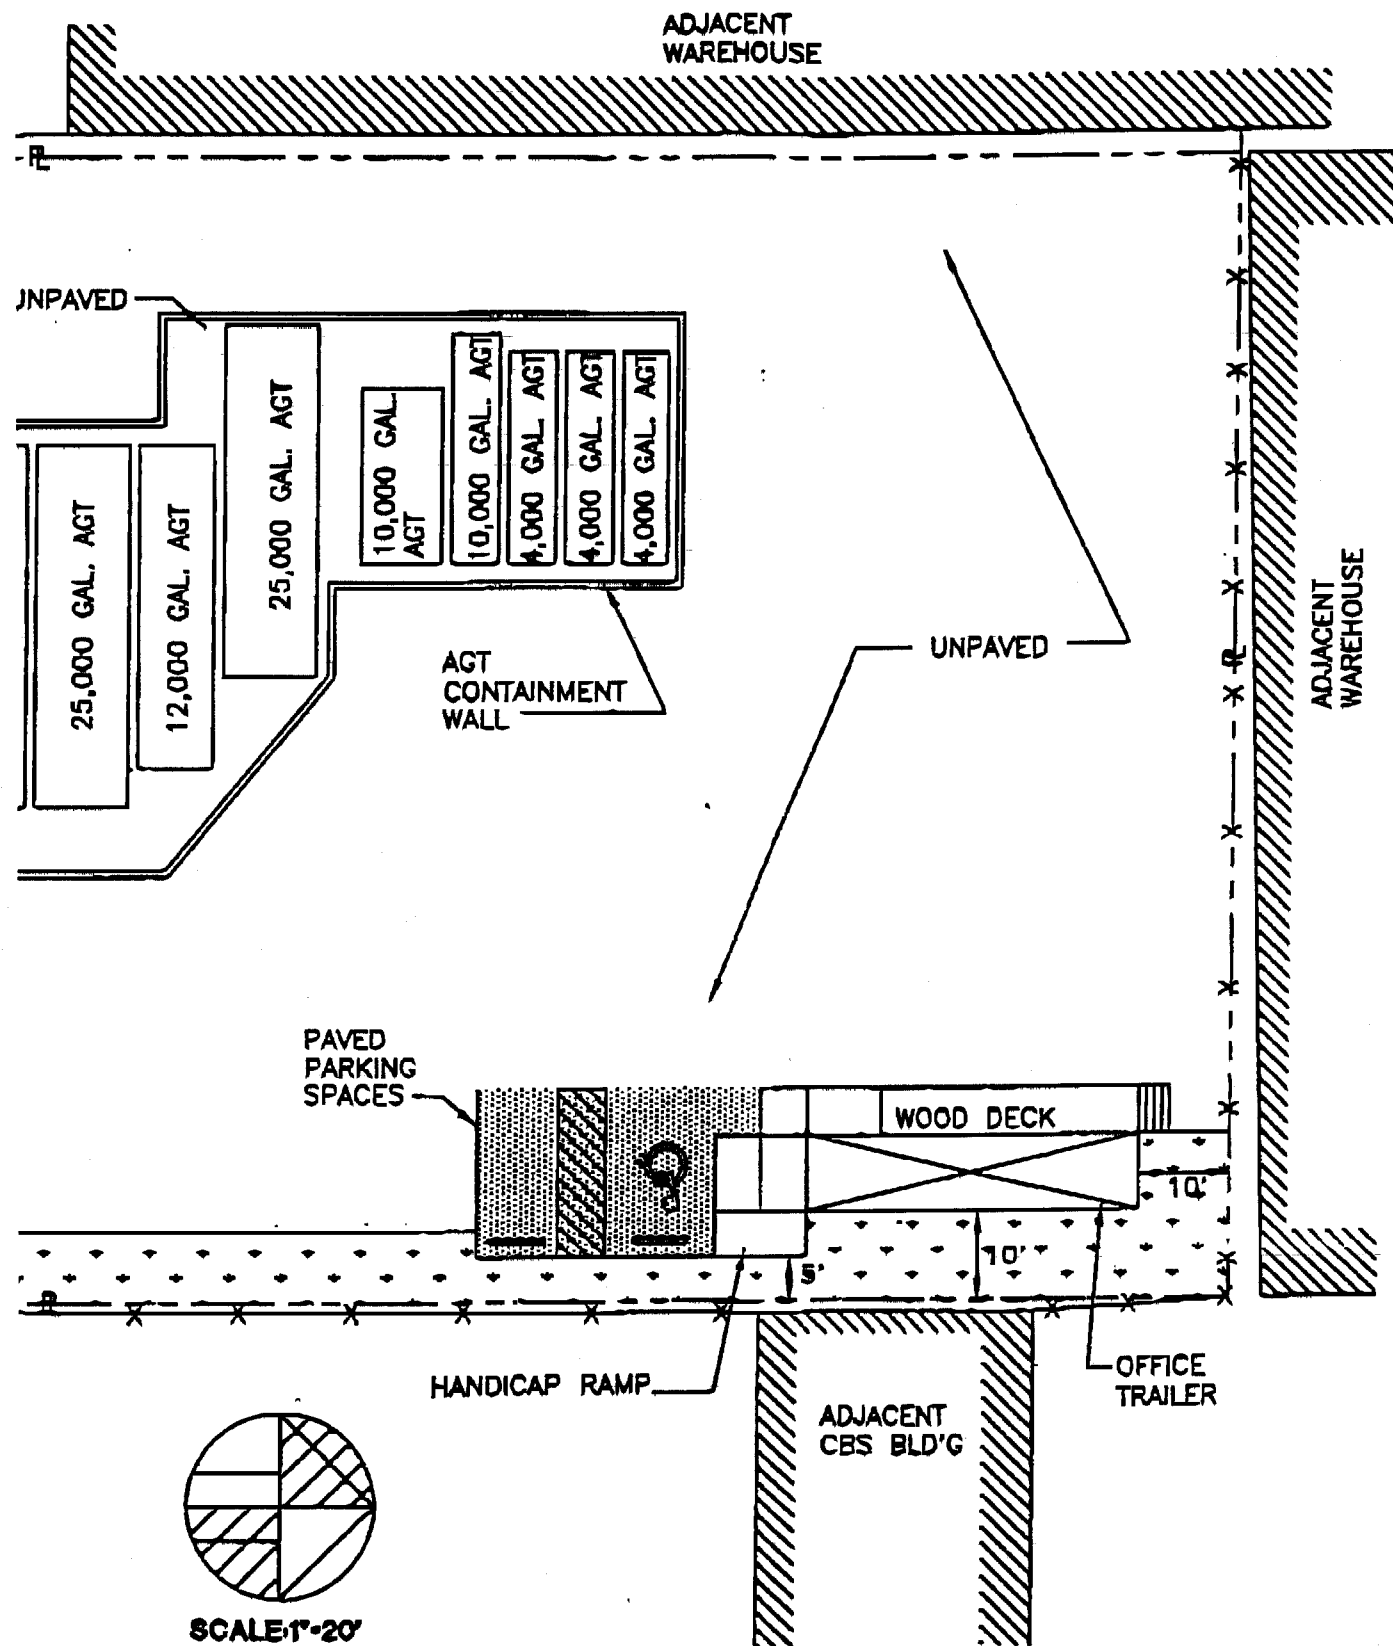 ADJACENT
WAREHOUSE
PL
UNPAVED
25,000 GAL. AGT
12,000 GAL. AGT
25,000 GAL. AGT
10,000 GAL.
AGT
10,000 GAL. AGT
4,000 GAL. AGT
4,000 GAL. AGT
4,000 GAL. AGT
AGT
CONTAINMENT
WALL
UNPAVED
PL
ADJACENT
WAREHOUSE
PAVED
PARKING
SPACES
WOOD DECK
10'
10'
5'
PL
HANDICAP RAMP
OFFICE
TRAILER
ADJACENT
CBS BLD'G
SCALE:1"=20'